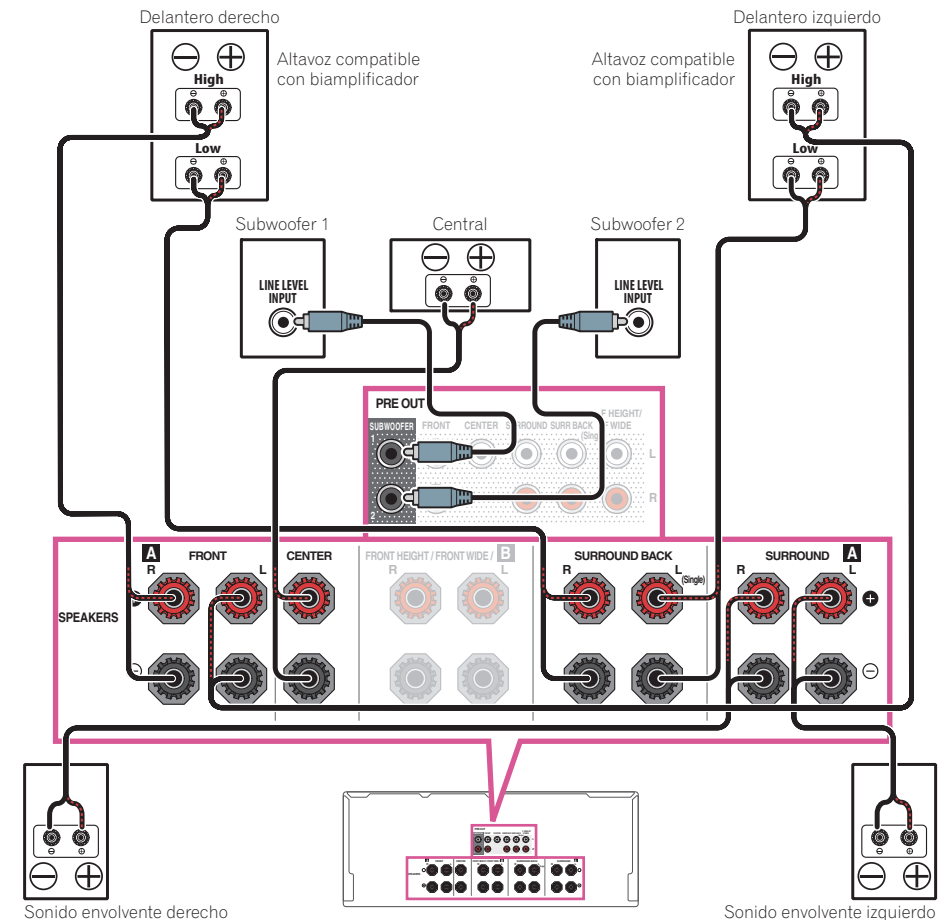 Delantero derecho
Delantero izquierdo
Altavoz compatible
con biamplificador
Altavoz compatible
con biamplificador
High
Low
High
Low
Subwoofer 1
Central
Subwoofer 2
LINE LEVEL
INPUT
LINE LEVEL
INPUT
PRE OUT
SUBWOOFER
FRONT
CENTER
SURR BACK
HEIGHT/
WIDE
1
L
2
R
A
FRONT
R
L
CENTER
FRONT HEIGHT / FRONT WIDE / B
R
L
SURROUND BACK
R
L
(Single)
SURROUND A
R
L
SPEAKERS
Sonido envolvente derecho
Sonido envolvente izquierdo